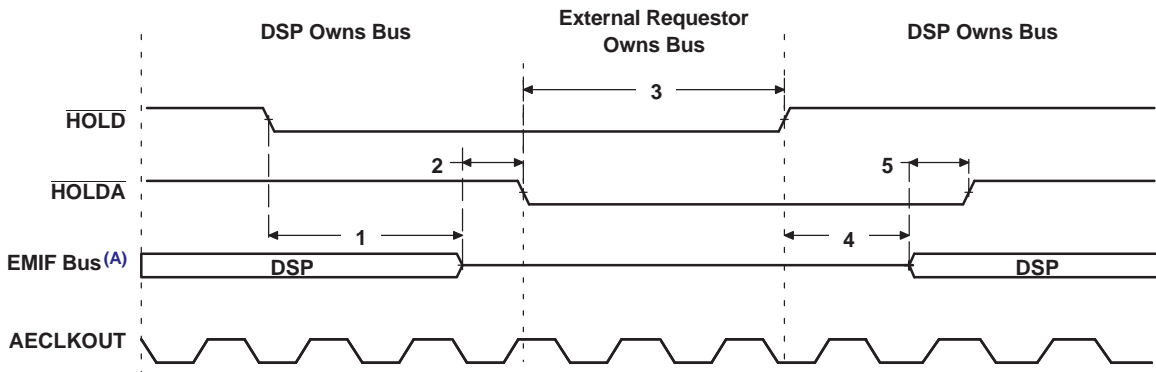 DSP Owns Bus
External Requestor
Owns Bus
DSP Owns Bus
3
HOLD
2
5
HOLDA
1
4
EMIF Bus(A)
DSP
DSP
AECLKOUT